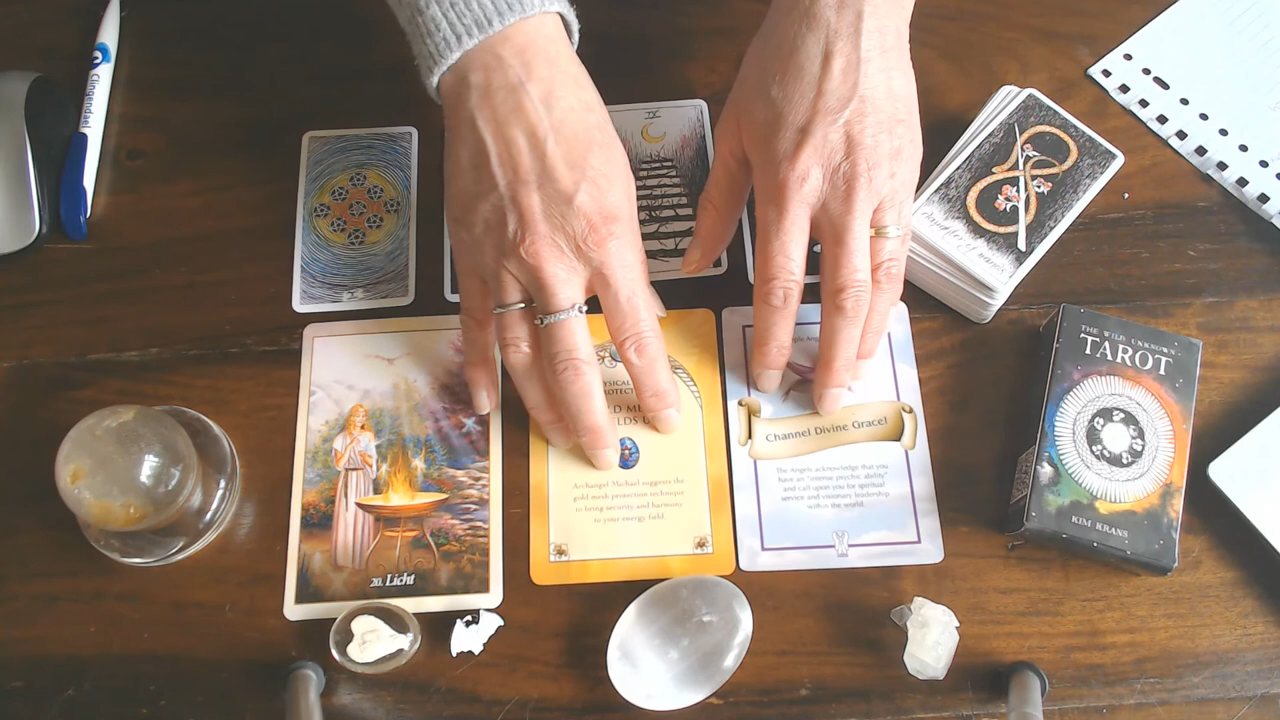 Clingendael
IX
THE WILD UNKNOWN
TAROT
KIM KRANS
20. Licht
Archangel Michael suggests the
gold mesh protection technique
to bring security and harmony
to your energy field.
Channel Divine Grace!
The Angels acknowledge that you
have an "intense psychic ability"
and call upon you for spiritual
service and visionary leadership
within the world.